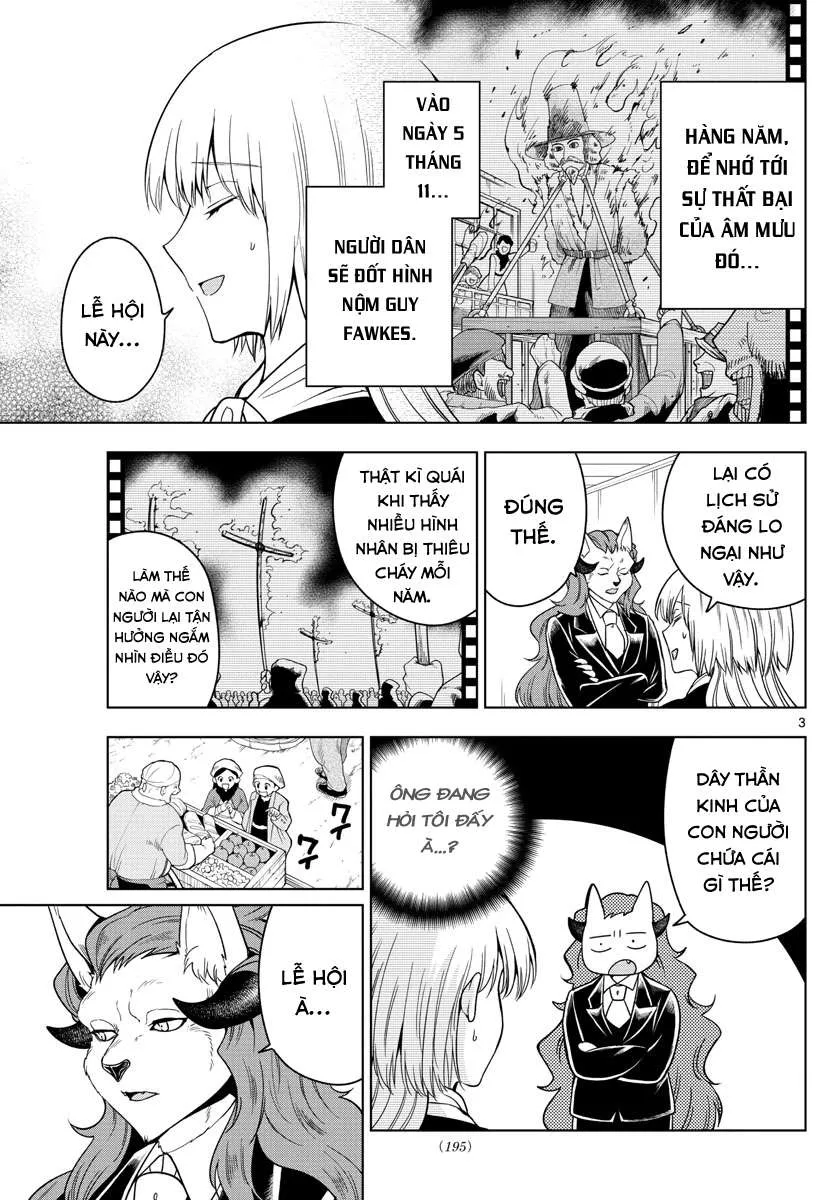 HÀNG NĂM,
ĐỂ NHỚ TỚI
SỰ THẤT BẠI
CỦA ÂM MƯU
ĐÓ...
VÀO
NGÀY 5
THÁNG
11...
NGƯỜI DÂN
SẼ ĐỐT HÌNH
NỘM GUY
FAWKES.
LỄ HỘI
NÀY...
LẠI CÓ
LỊCH SỬ
ĐÁNG LO
NGẠI NHƯ
VẬY.
ĐÚNG
THẾ.
THẬT KÌ QUÁI
KHI THẤY
NHIỀU HÌNH
NHÂN BỊ THIÊU
CHÁY MỖI
NĂM.
LÀM THẾ
NÀO MÀ CON
NGƯỜI LẠI TẬN
HƯỞNG NGẮM
NHÌN ĐIỀU ĐÓ
VẬY?
3
DÂY THẦN
KINH CỦA
CON NGƯỜI
CHỨA CÁI
GÌ THẾ?
ÔNG ĐANG
HỎI TÔI ĐẤY
À...?
ワイ
ワイ
LỄ HỘI
À...
(195)